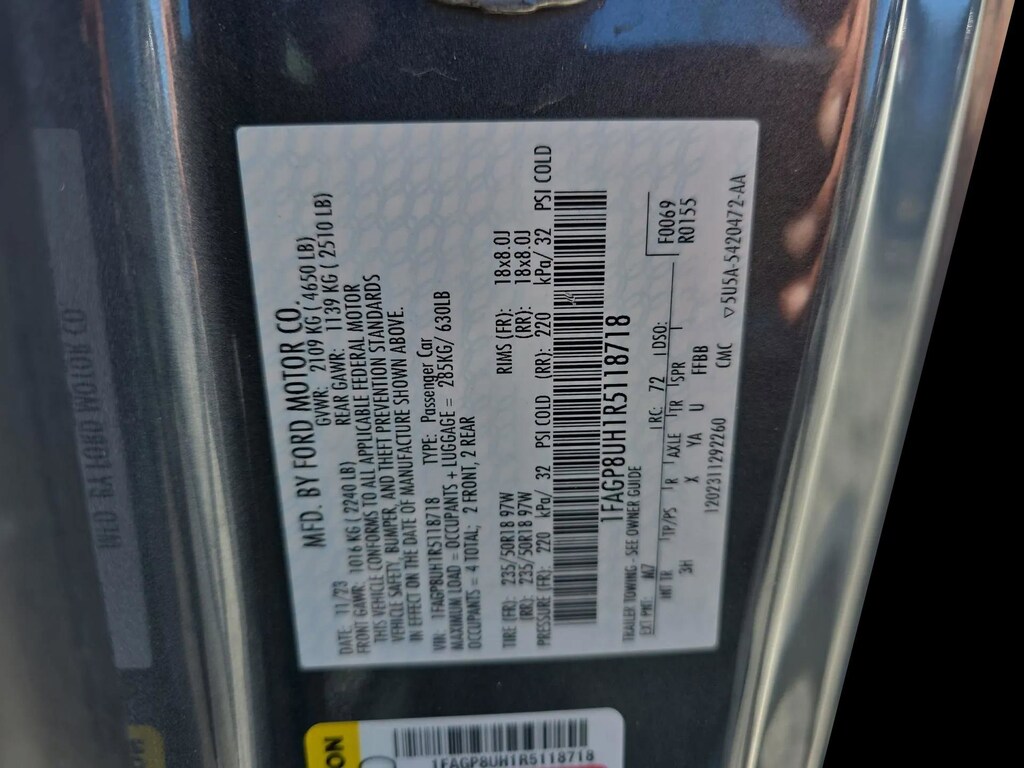 MFD. BY FORD MOTOR CO.
DATE: 11/23 GVWR: 2109 KG ( 4650 LB)
FRONT GAWR: 1016 KG ( 2240 LB) REAR GAWR: 1139 KG ( 2510 LB)
THIS VEHICLE CONFORMS TO ALL APPLICABLE FEDERAL MOTOR
VEHICLE SAFETY, BUMPER, AND THEFT PREVENTION STANDARDS
IN EFFECT ON THE DATE OF MANUFACTURE SHOWN ABOVE.
VIN: 1FAGP8UH1R5118718 TYPE: Passenger Car
MAXIMUM LOAD = OCCUPANTS + LUGGAGE = 285KG/ 630LB
OCCUPANTS = 4 TOTAL; 2 FRONT, 2 REAR
TIRE (FR): 235/50R18 97W RIMS (FR): 18x8.0J
(RR): 235/50R18 97W (RR): 18x8.0J
PRESSURE (FR): 220 kPa/ 32 PSI COLD (RR): 220 kPa/ 32 PSI COLD
1FAGP8UH1R5118718
TRAILER TOWING - SEE OWNER GUIDE
EXT PNT: M7 RC: 72 DSO: F0069
R0155
INT TR TP/PS R AXLE TR SPR
3H X YA U FFBB
1202311292260 CMC ▽5U5A-5420472-AA
1FAGP8UH1R5118718